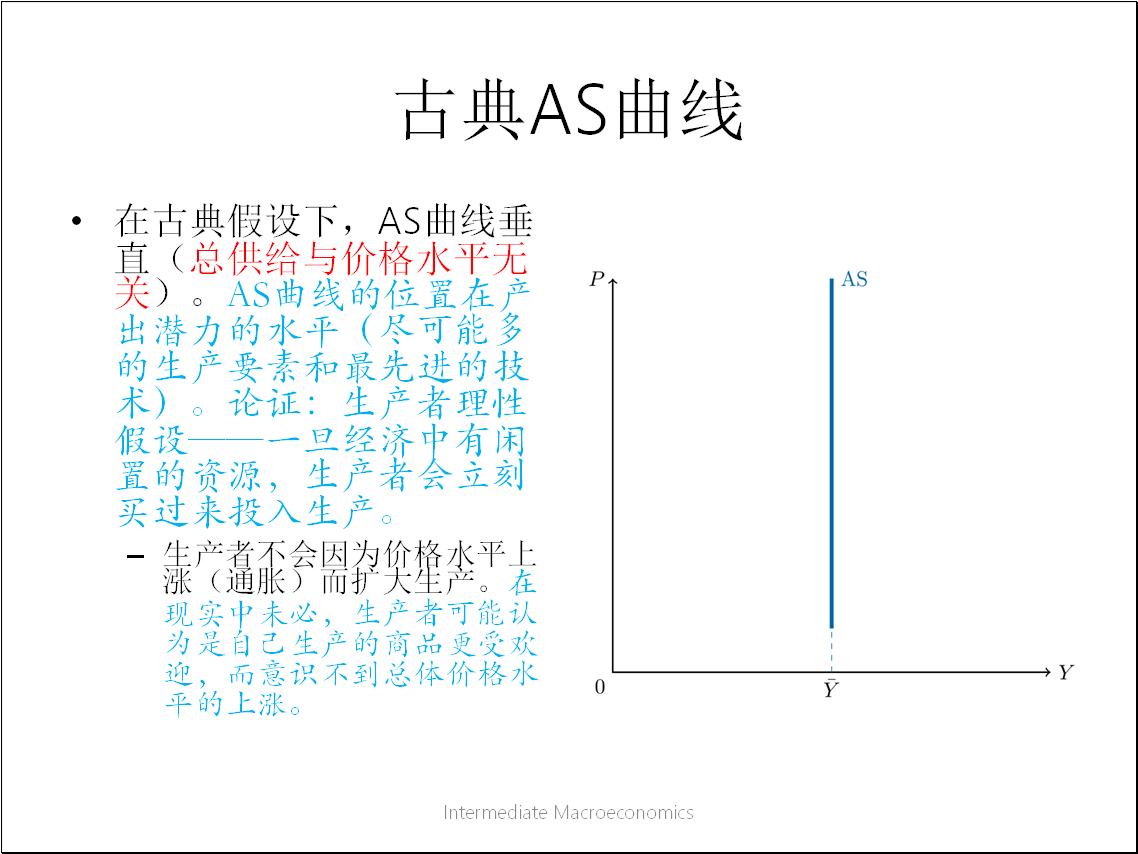 古典AS曲线
• 在古典假设下，AS曲线垂
直（总供给与价格水平无
关）。AS曲线的位置在产
出潜力的水平（尽可能多
的生产要素和最先进的技
术）。论证：生产者理性
假设——一旦经济中有闲
置的资源，生产者会立刻
买过来投入生产。
– 生产者不会因为价格水平上
涨（通胀）而扩大生产。在
现实中未必，生产者可能认
为是自己生产的商品更受欢
迎，而意识不到总体价格水
平的上涨。
P
AS
0
Ȳ
Y
Intermediate Macroeconomics